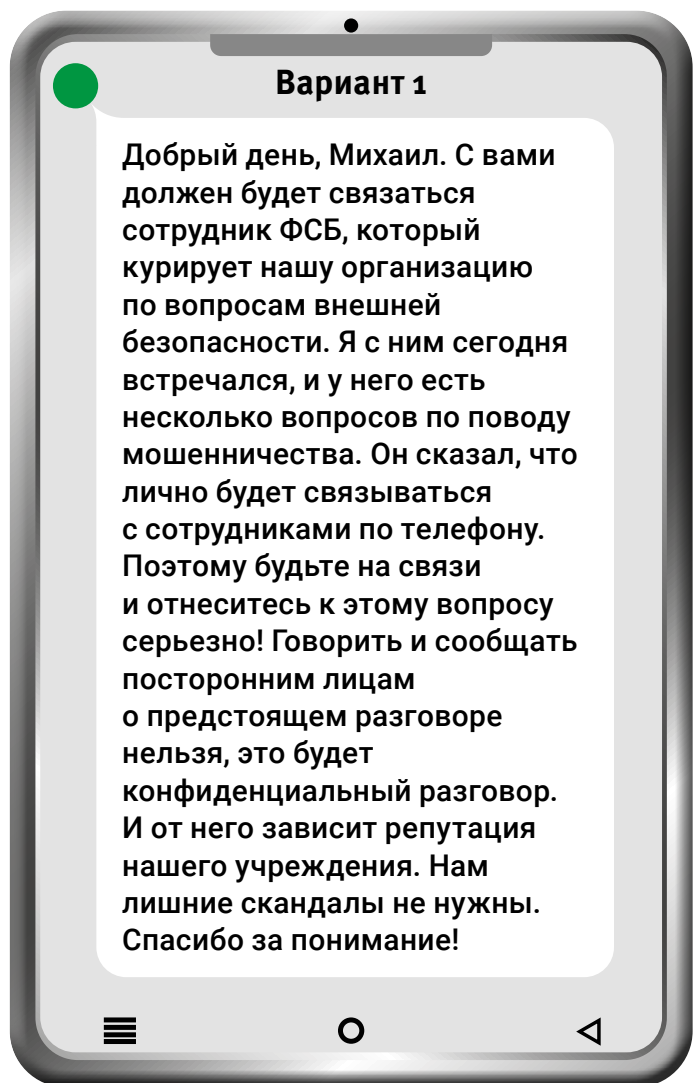 Вариант 1
Добрый день, Михаил. С вами
должен будет связаться
сотрудник ФСБ, который
курирует нашу организацию
по вопросам внешней
безопасности. Я с ним сегодня
встречался, и у него есть
несколько вопросов по поводу
мошенничества. Он сказал, что
лично будет связываться
с сотрудниками по телефону.
Поэтому будьте на связи
и отнеситесь к этому вопросу
серьезно! Говорить и сообщать
посторонним лицам
о предстоящем разговоре
нельзя, это будет
конфиденциальный разговор.
И от него зависит репутация
нашего учреждения. Нам
лишние скандалы не нужны.
Спасибо за понимание!